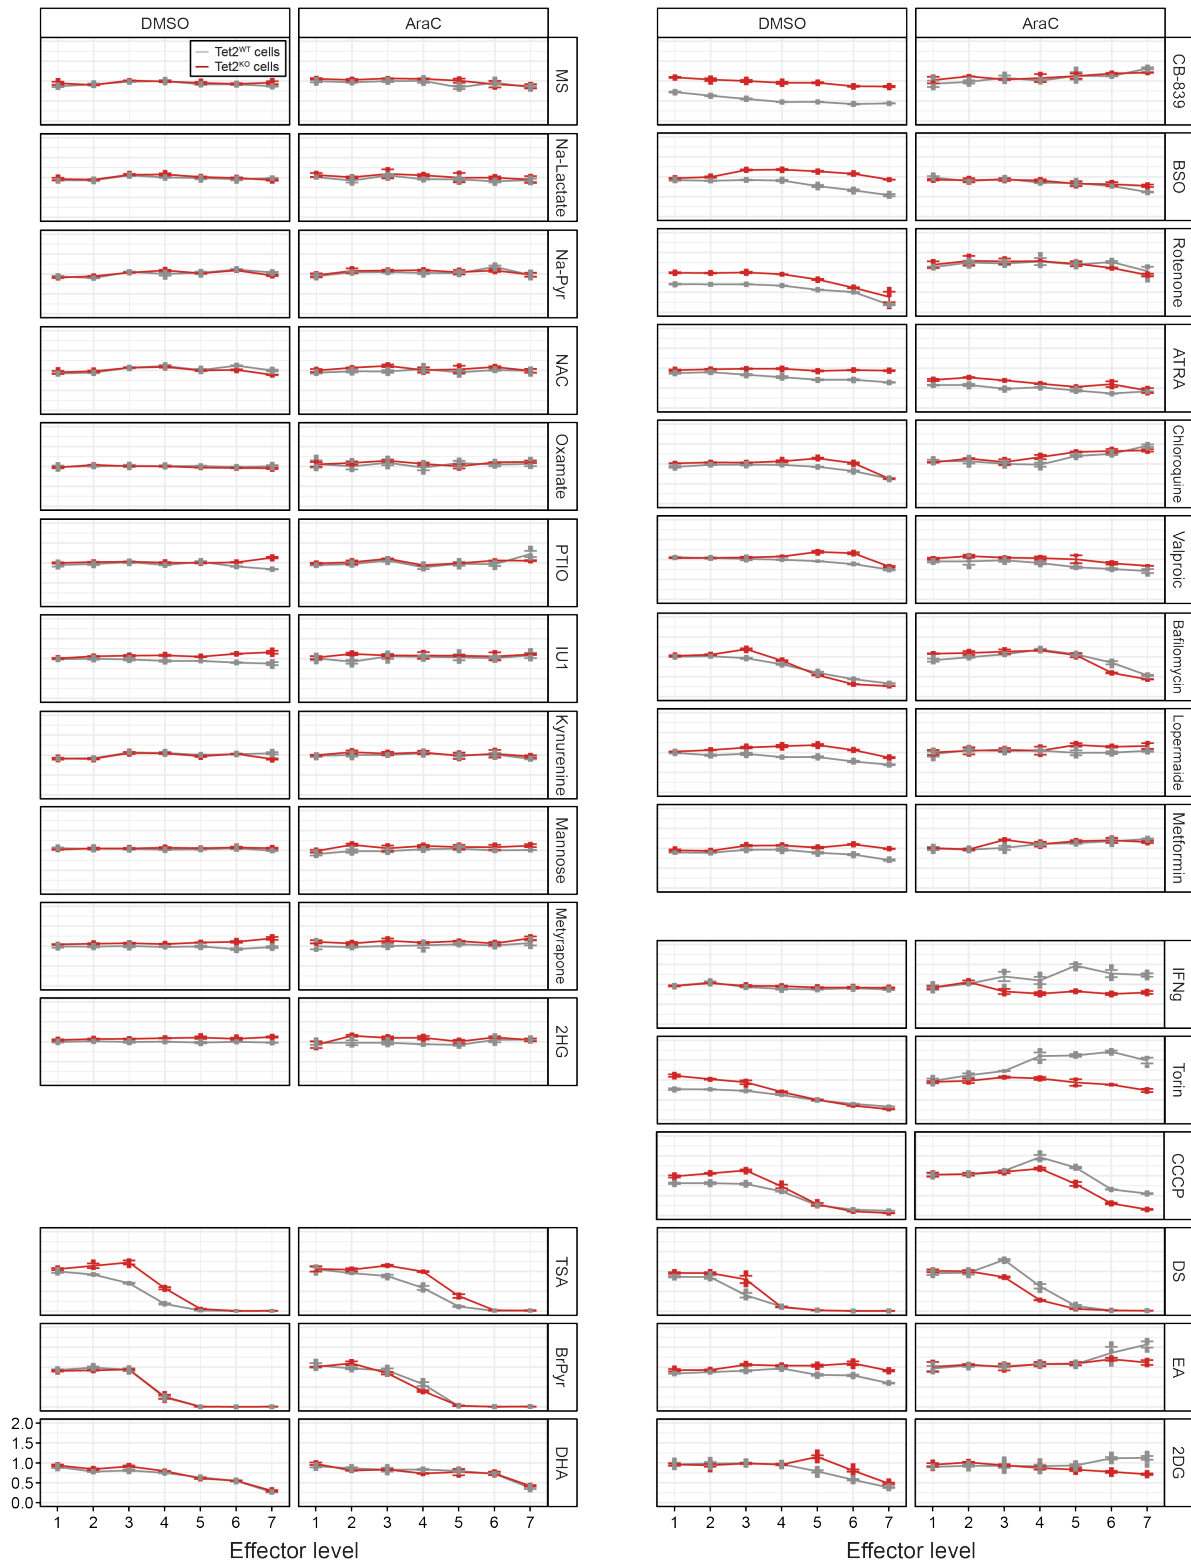 DMSO
AraC
Tet2WT cells
Tet2KO cells
MS
Na-Lactate
Na-Pyr
NAC
Oxamate
PTIO
IU1
Kynurenine
Mannose
Metyrapone
2HG
TSA
BrPyr
DHA
2.0
1.5
1.0
0.5
0.0
1 2 3 4 5 6 7
1 2 3 4 5 6 7
Effector level
DMSO
AraC
CB-839
BSO
Rotenone
ATRA
Chloroquine
Valproic
Bafilomycin
Lopermaide
Metformin
IFNg
Torin
CCCP
DS
EA
2DG
1 2 3 4 5 6 7
1 2 3 4 5 6 7
Effector level